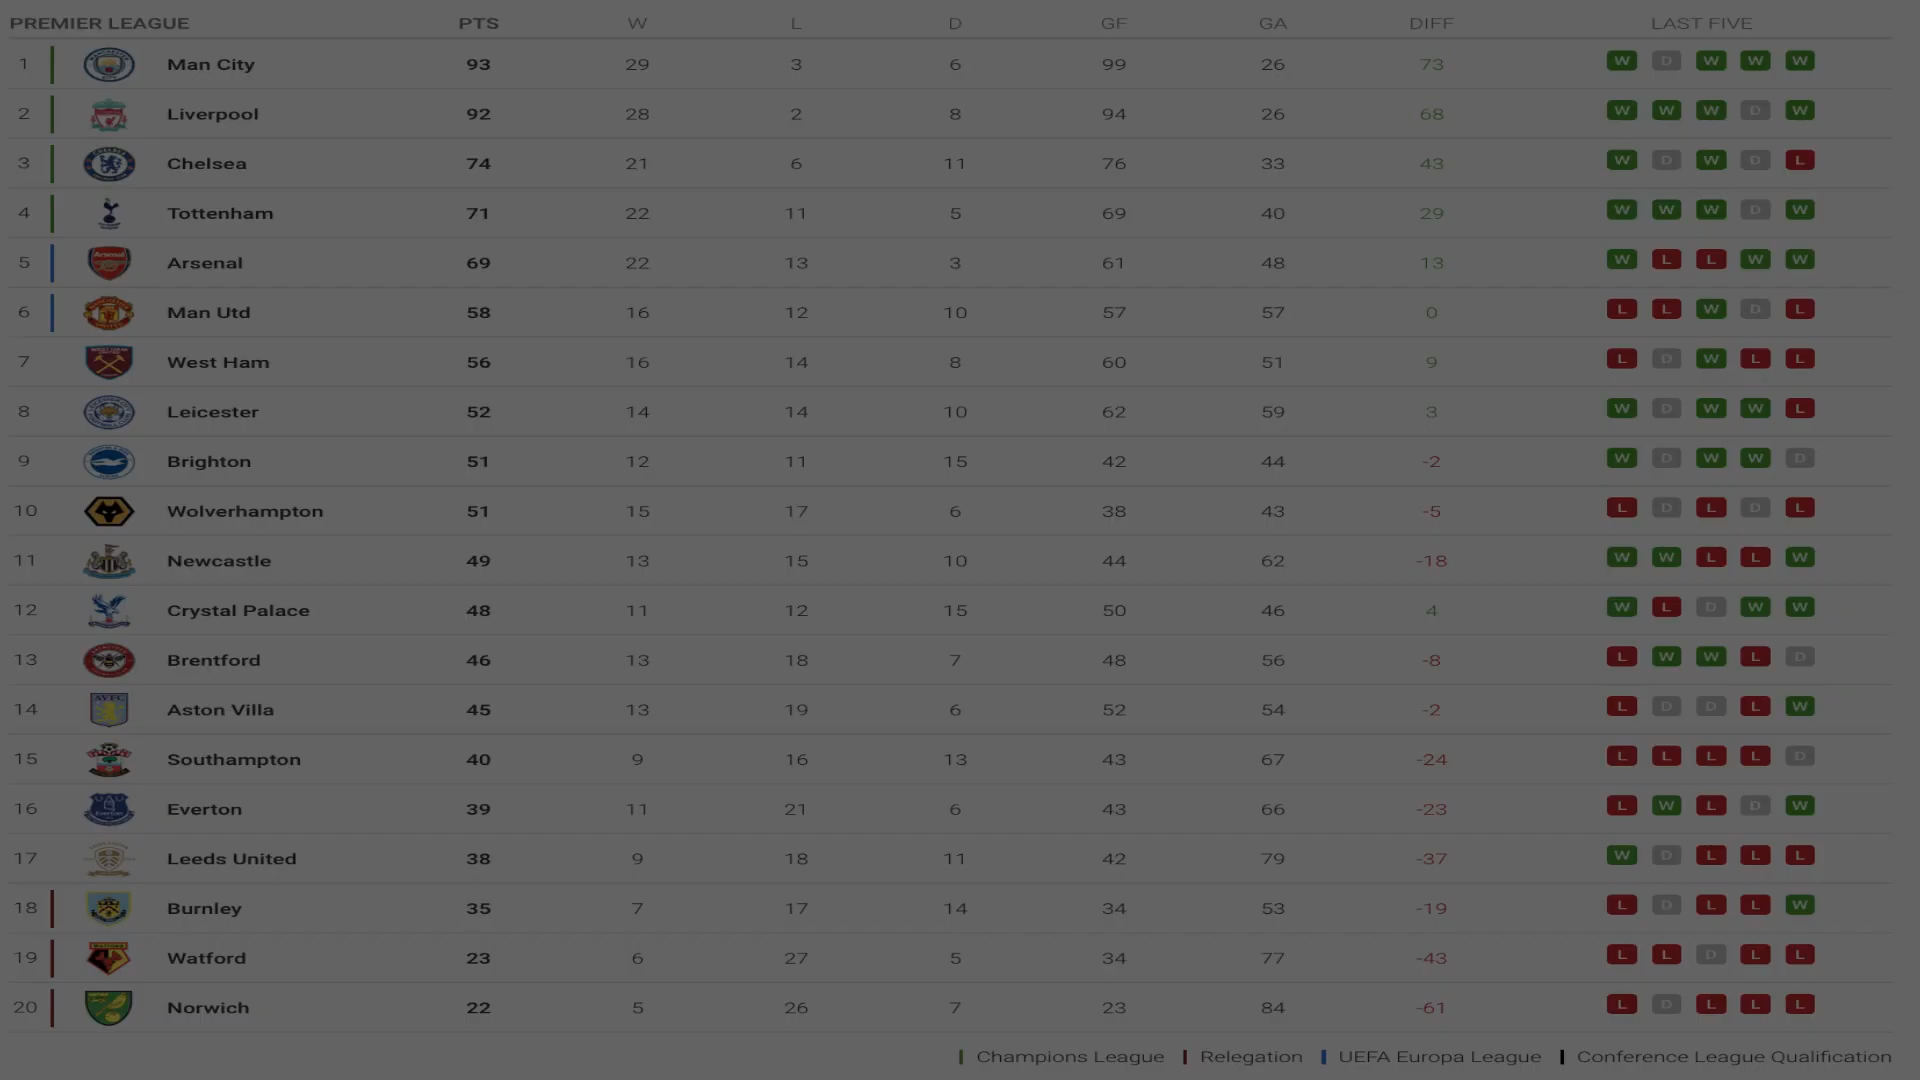 PREMIER LEAGUE PTS W L D GF GA DIFF LAST FIVE
1 Man City 93 29 3 6 99 26 73 W D W W W
2 Liverpool 92 28 2 8 94 26 68 W W W D W
3 Chelsea 74 21 6 11 76 33 43 W D W D L
4 Tottenham 71 22 11 5 69 40 29 W W W D W
5 Arsenal 69 22 13 3 61 48 13 W L L W W
6 Man Utd 58 16 12 10 57 57 0 L L W D L
7 West Ham 56 16 14 8 60 51 9 L D W L L
8 Leicester 52 14 14 10 62 59 3 W D W W L
9 Brighton 51 12 11 15 42 44 -2 W D W W D
10 Wolverhampton 51 15 17 6 38 43 -5 L D L D L
11 Newcastle 49 13 15 10 44 62 -18 W W L L W
12 Crystal Palace 48 11 12 15 50 46 4 W L D W W
13 Brentford 46 13 18 7 48 56 -8 L W W L D
14 Aston Villa 45 13 19 6 52 54 -2 L D D L W
15 Southampton 40 9 16 13 43 67 -24 L L L L D
16 Everton 39 11 21 6 43 66 -23 L W L D W
17 Leeds United 38 9 18 11 42 79 -37 W D L L L
18 Burnley 35 7 17 14 34 53 -19 L D L L W
19 Watford 23 6 27 5 34 77 -43 L L D L L
20 Norwich 22 5 26 7 23 84 -61 L D L L L
Champions League Relegation UEFA Europa League Conference League Qualification